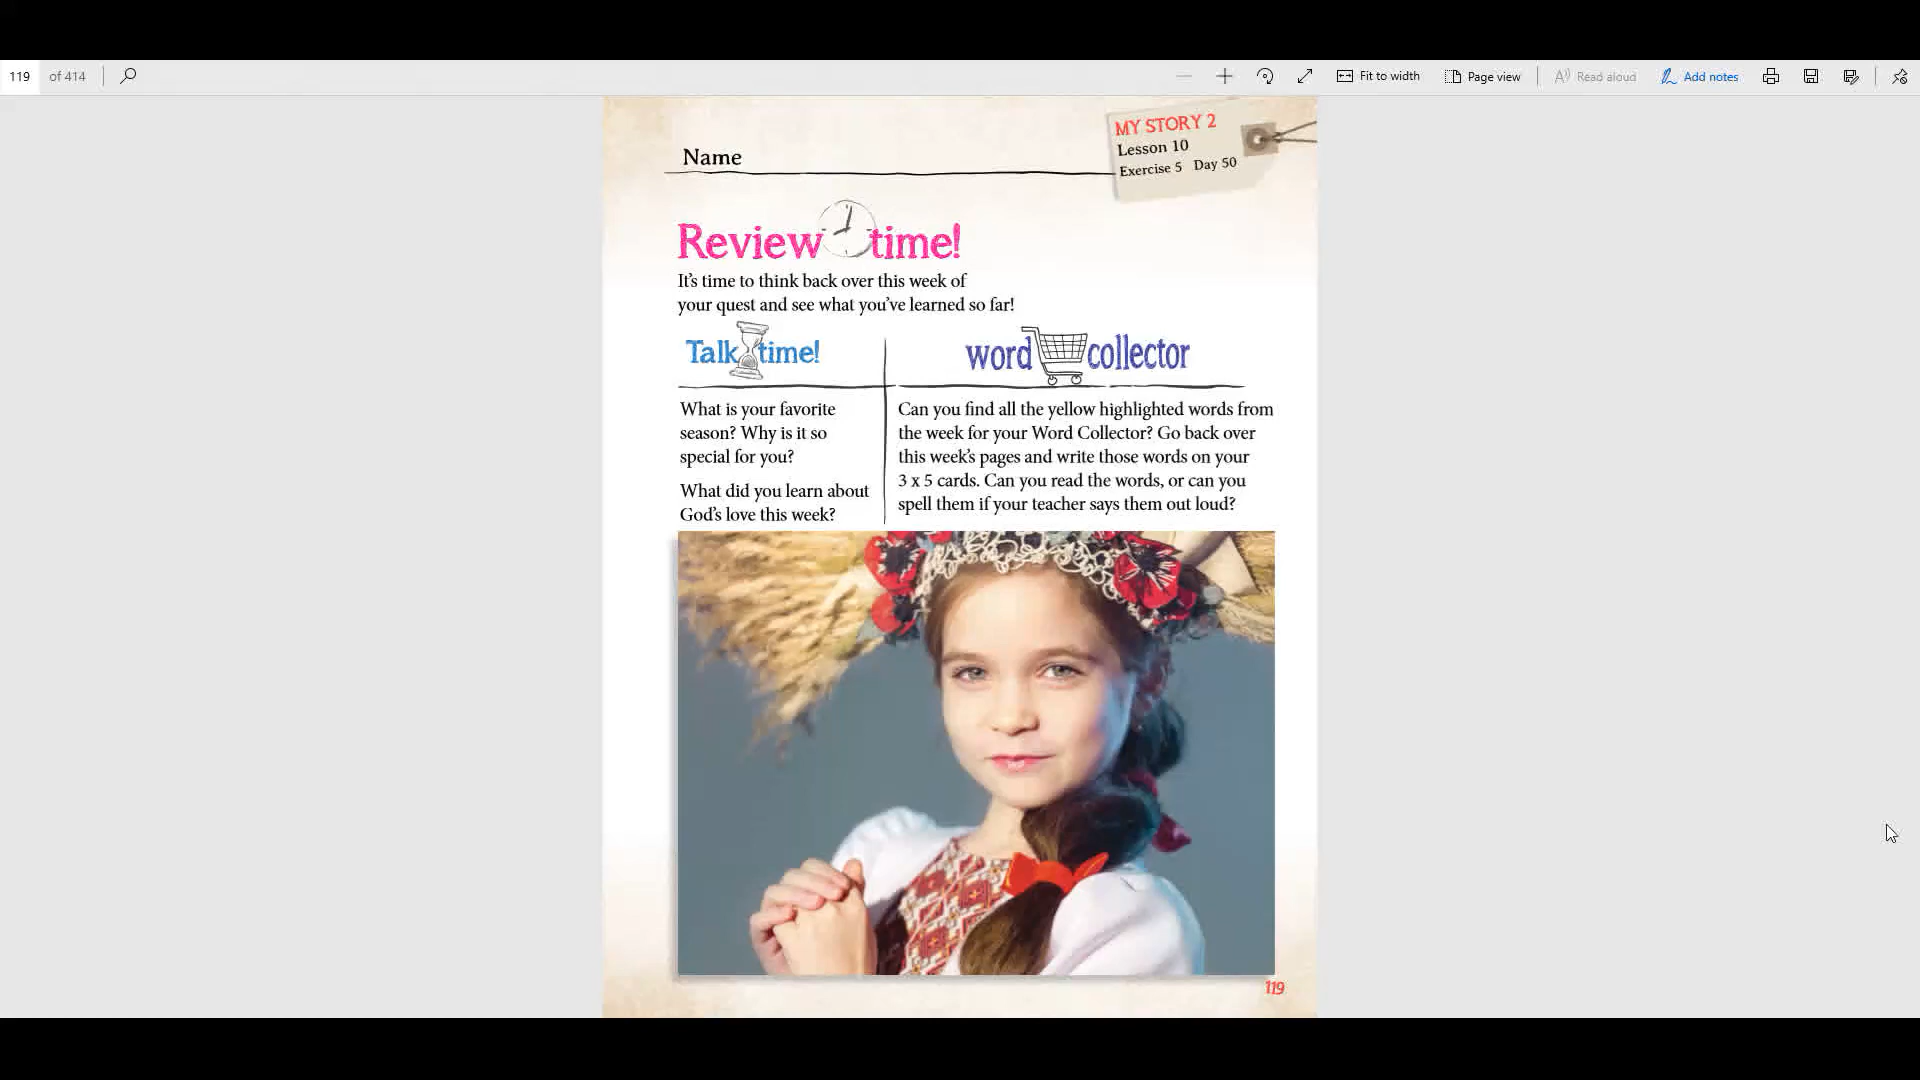 119 of 414
Fit to width
Page view
Read aloud
Add notes
MY STORY 2
Lesson 10
Exercise 5 Day 50
Name
Review time!
It's time to think back over this week of
your quest and see what you've learned so far!
Talk time!
What is your favorite
season? Why is it so
special for you?
What did you learn about
God's love this week?
word collector
Can you find all the yellow highlighted words from
the week for your Word Collector? Go back over
this week's pages and write those words on your
3 x 5 cards. Can you read the words, or can you
spell them if your teacher says them out loud?
119